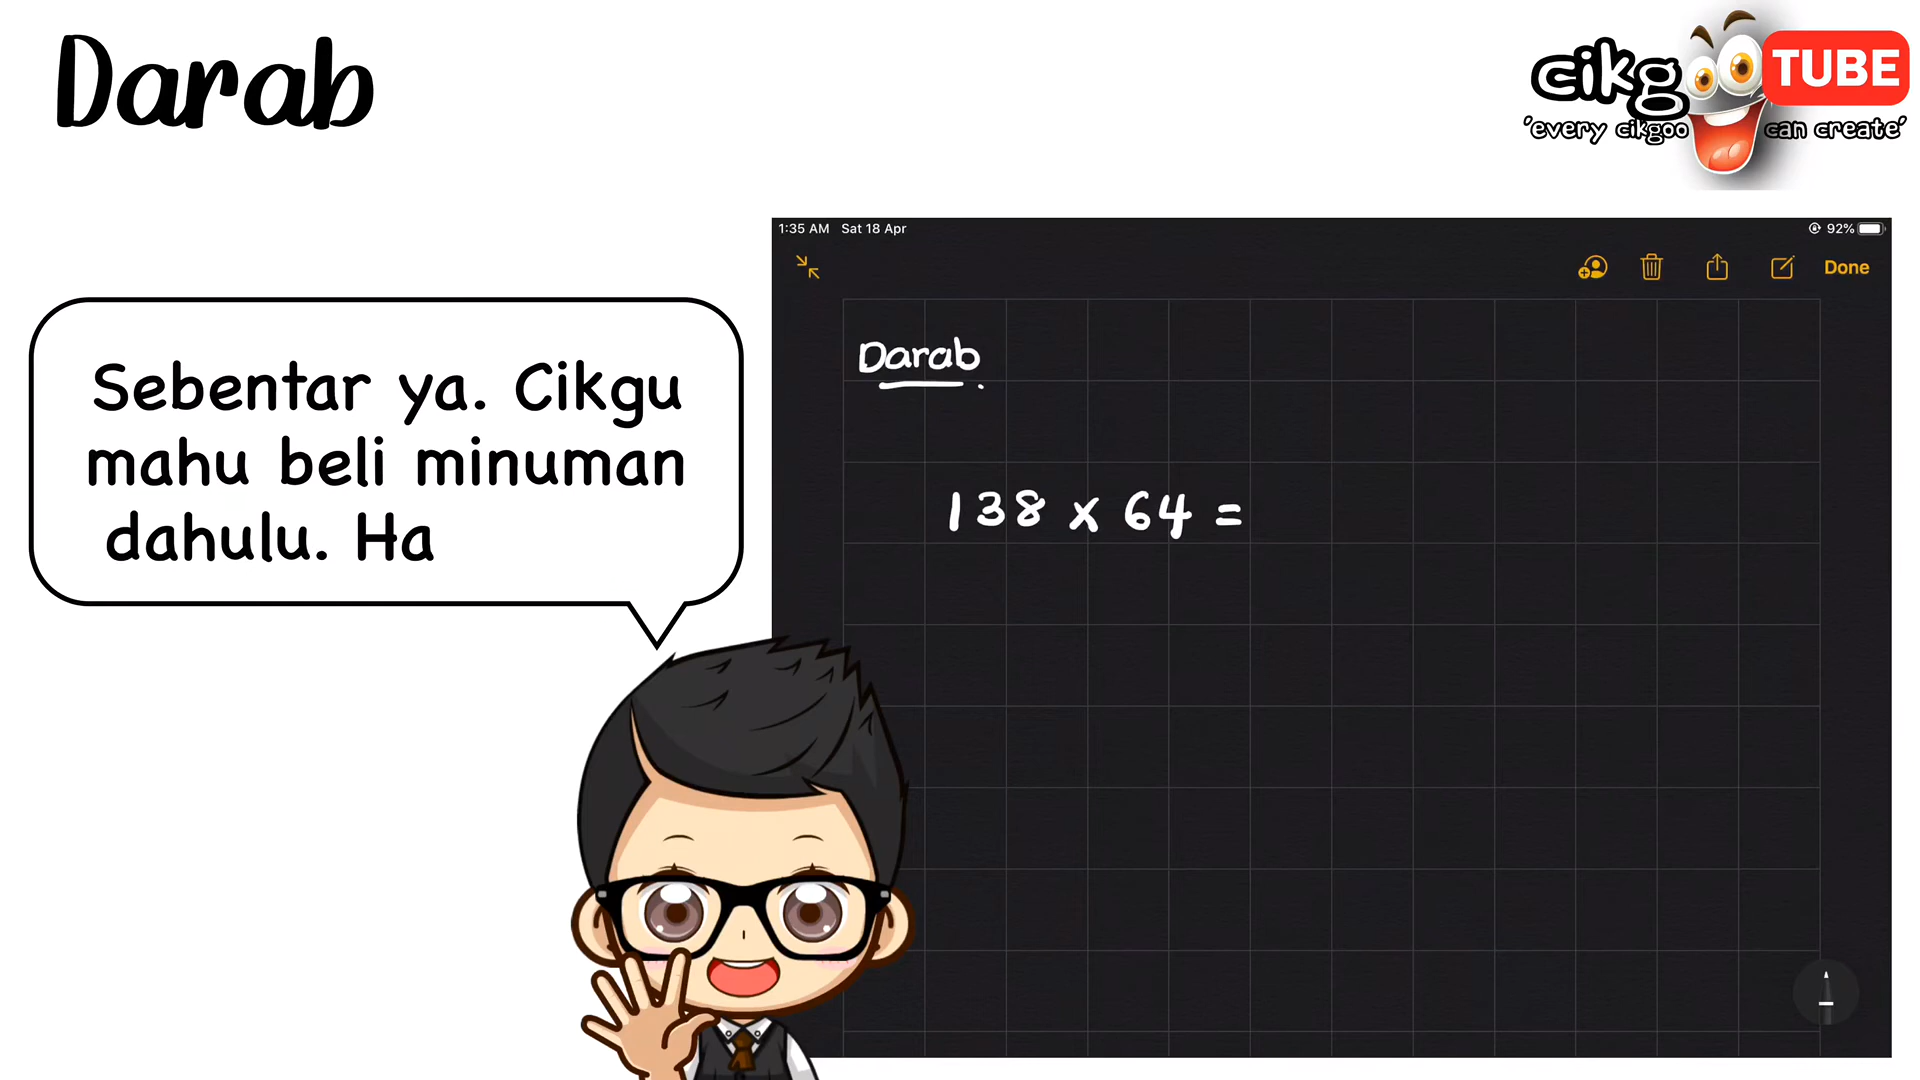 Darab
cikgoo TUBE
'every cikgoo can create'
1:35 AM Sat 18 Apr
92%
Done
Sebentar ya. Cikgu
mahu beli minuman
dahulu. Ha
Darab
138 x 64 =